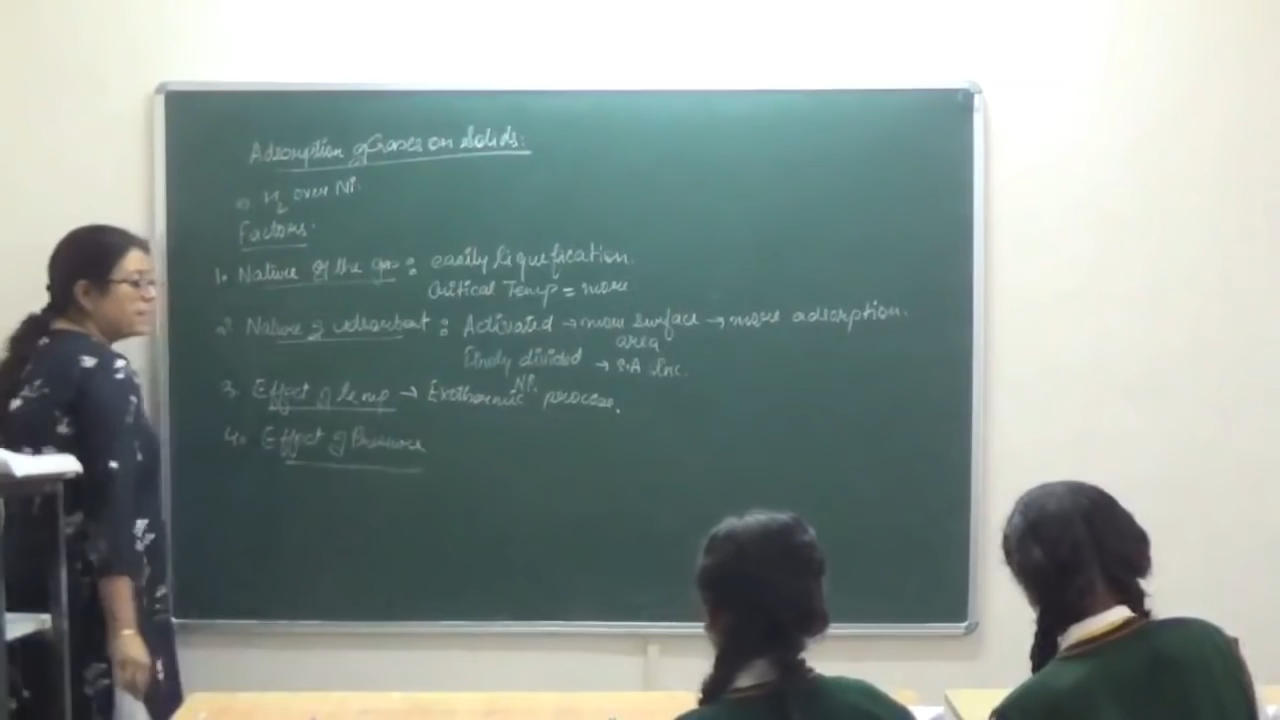 Adsorption of Gases on Solids:
H2 over Ni.
Factors:
1. Nature of the gas : easily liquefication.
Critical Temp = more
2. Nature of adsorbent : Activated → more surface area → more adsorption.
Finely divided → S.A Inc.
Ni.
3. Effect of temp → Exothermic process.
4. Effect of Pressure